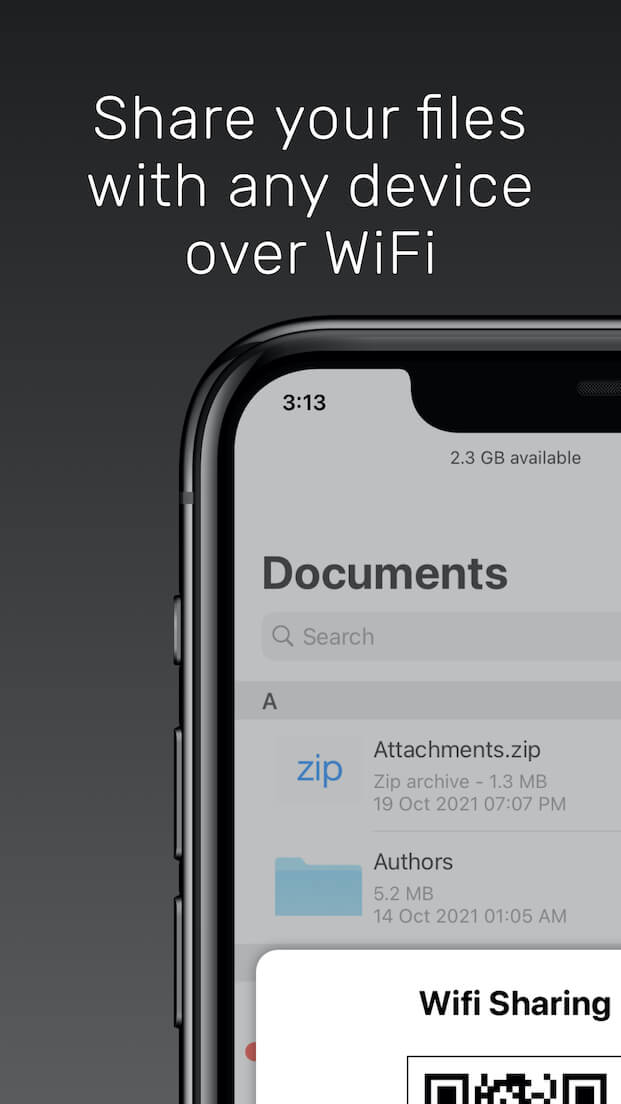 Share your files
with any device
over WiFi
3:13
2.3 GB available
Documents
Search
A
zip
Attachments.zip
Zip archive - 1.3 MB
19 Oct 2021 07:07 PM
Authors
5.2 MB
14 Oct 2021 01:05 AM
Wifi Sharing